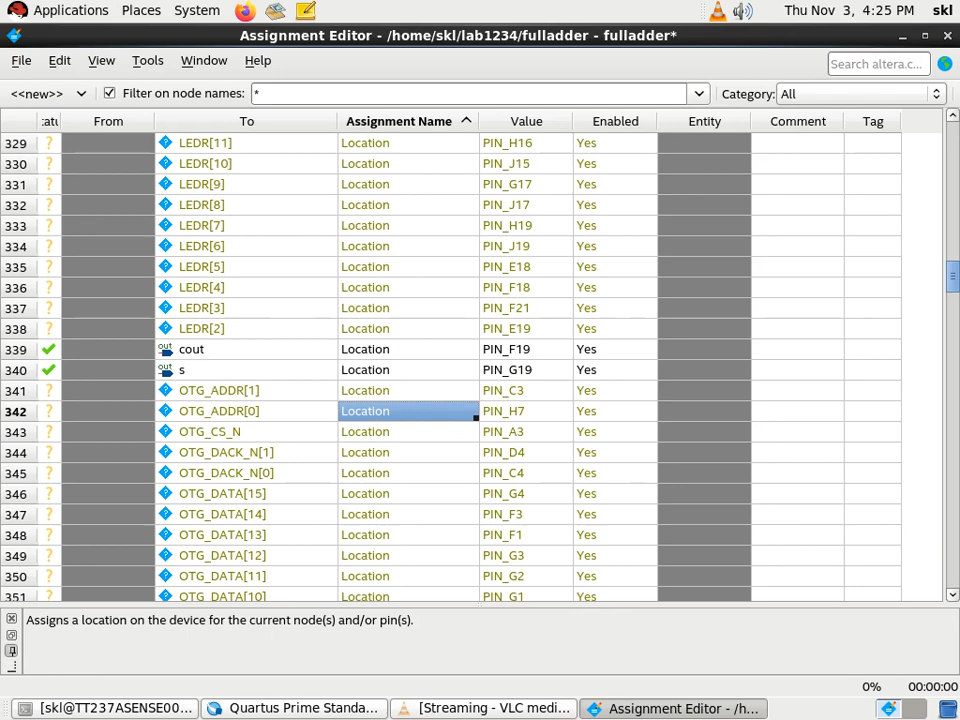 Applications Places System Thu Nov 3, 4:25 PM skl
Assignment Editor - /home/skl/lab1234/fulladder - fulladder*
File Edit View Tools Window Help Search altera.c...
<<new>> Filter on node names: * Category: All
:atu From To Assignment Name Value Enabled Entity Comment Tag
329 ? LEDR[11] Location PIN_H16 Yes
330 ? LEDR[10] Location PIN_J15 Yes
331 ? LEDR[9] Location PIN_G17 Yes
332 ? LEDR[8] Location PIN_J17 Yes
333 ? LEDR[7] Location PIN_H19 Yes
334 ? LEDR[6] Location PIN_J19 Yes
335 ? LEDR[5] Location PIN_E18 Yes
336 ? LEDR[4] Location PIN_F18 Yes
337 ? LEDR[3] Location PIN_F21 Yes
338 ? LEDR[2] Location PIN_E19 Yes
339 out cout Location PIN_F19 Yes
340 out s Location PIN_G19 Yes
341 ? OTG_ADDR[1] Location PIN_C3 Yes
342 ? OTG_ADDR[0] Location PIN_H7 Yes
343 ? OTG_CS_N Location PIN_A3 Yes
344 ? OTG_DACK_N[1] Location PIN_D4 Yes
345 ? OTG_DACK_N[0] Location PIN_C4 Yes
346 ? OTG_DATA[15] Location PIN_G4 Yes
347 ? OTG_DATA[14] Location PIN_F3 Yes
348 ? OTG_DATA[13] Location PIN_F1 Yes
349 ? OTG_DATA[12] Location PIN_G3 Yes
350 ? OTG_DATA[11] Location PIN_G2 Yes
351 ? OTG_DATA[10] Location PIN_G1 Yes
Assigns a location on the device for the current node(s) and/or pin(s).
0% 00:00:00
[skl@TT237ASENSE00... Quartus Prime Standa... [Streaming - VLC medi... Assignment Editor - /h...